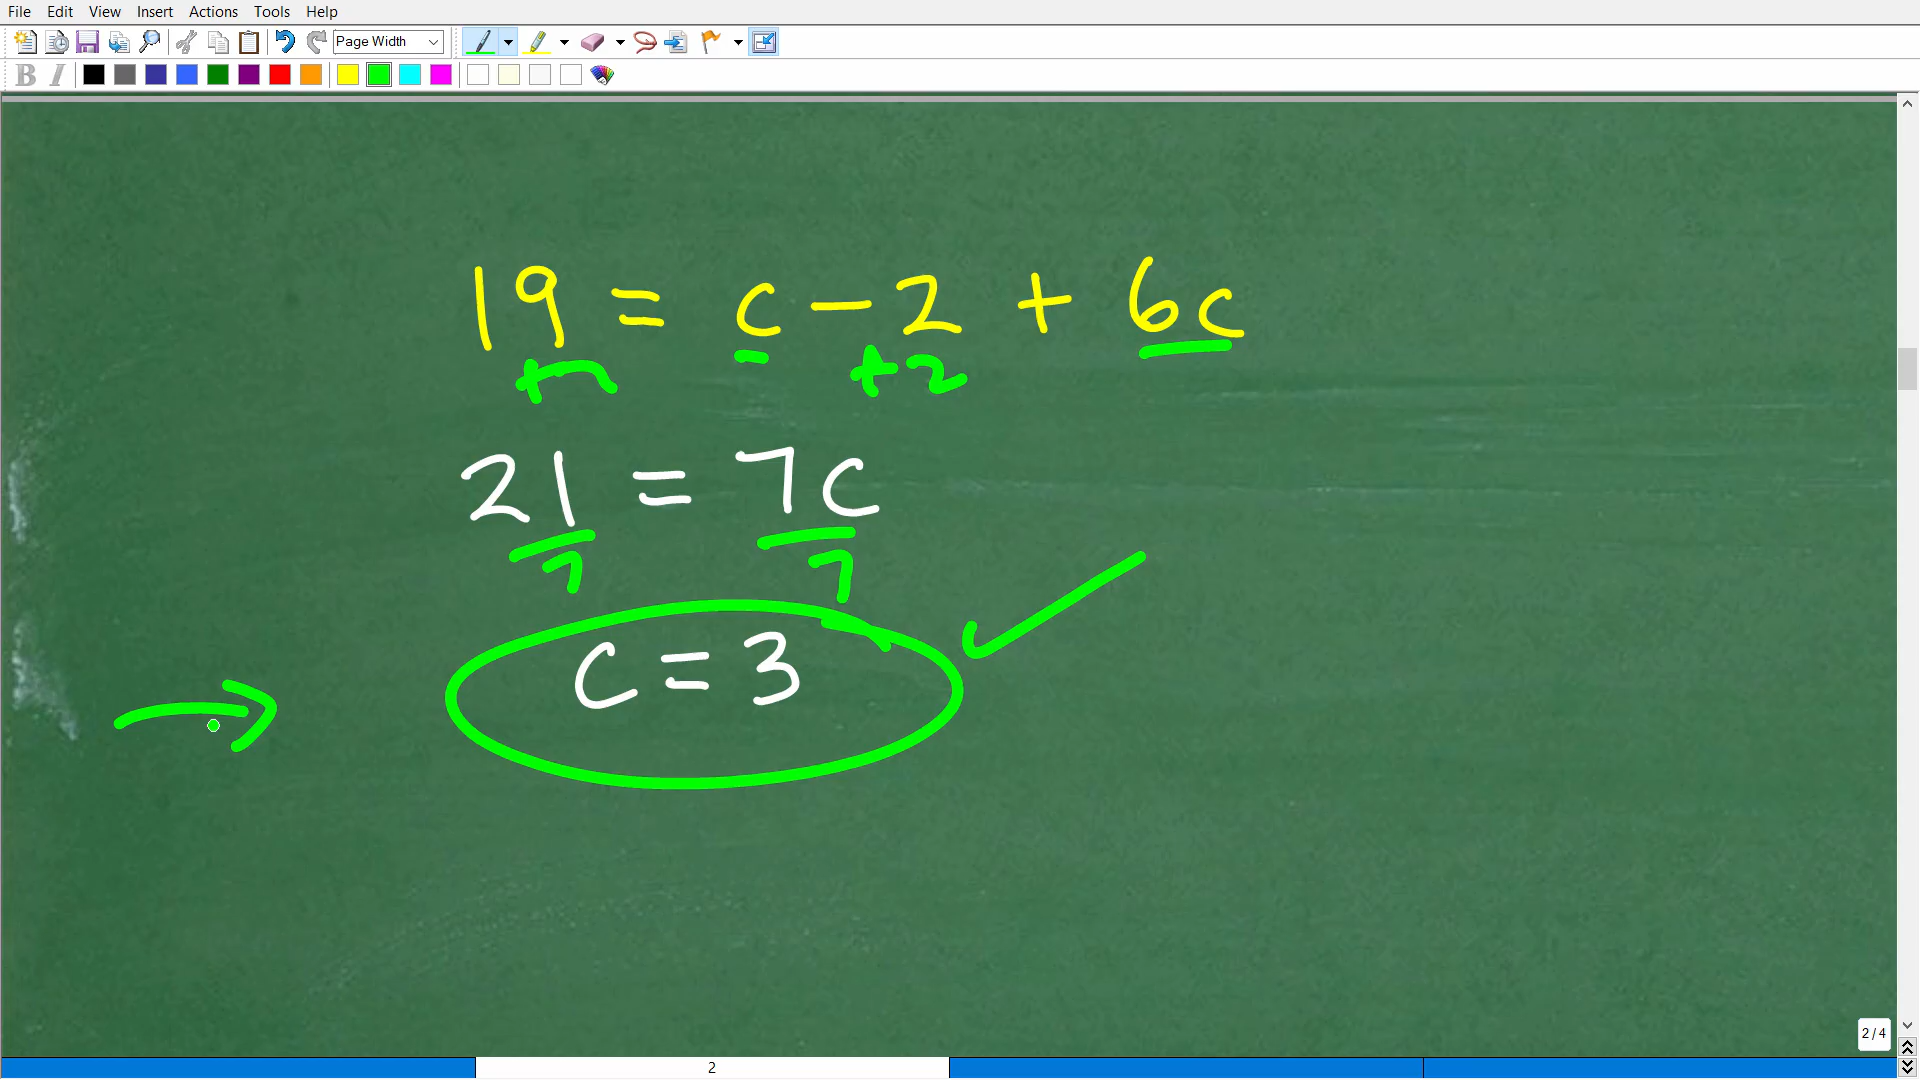 File Edit View Insert Actions Tools Help
Page Width
B I
19 = c - 2 + 6c
+2
21 = 7c
7 7
c = 3
2 / 4
2